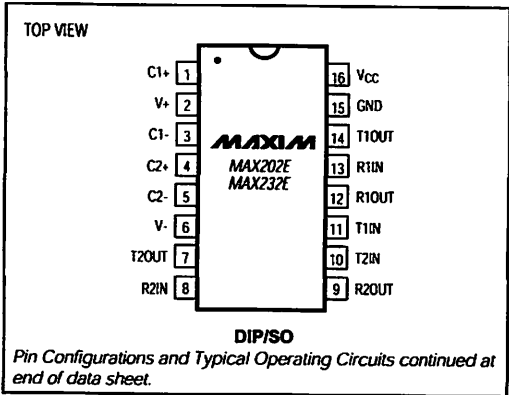 TOP VIEW
C1+ 1
V+ 2
C1- 3
C2+ 4
C2- 5
V- 6
T2OUT 7
R2IN 8
MAXIM
MAX202E
MAX232E
16 VCC
15 GND
14 T1OUT
13 R1IN
12 R1OUT
11 T1IN
10 T2IN
9 R2OUT
DIP/SO
Pin Configurations and Typical Operating Circuits continued at
end of data sheet.